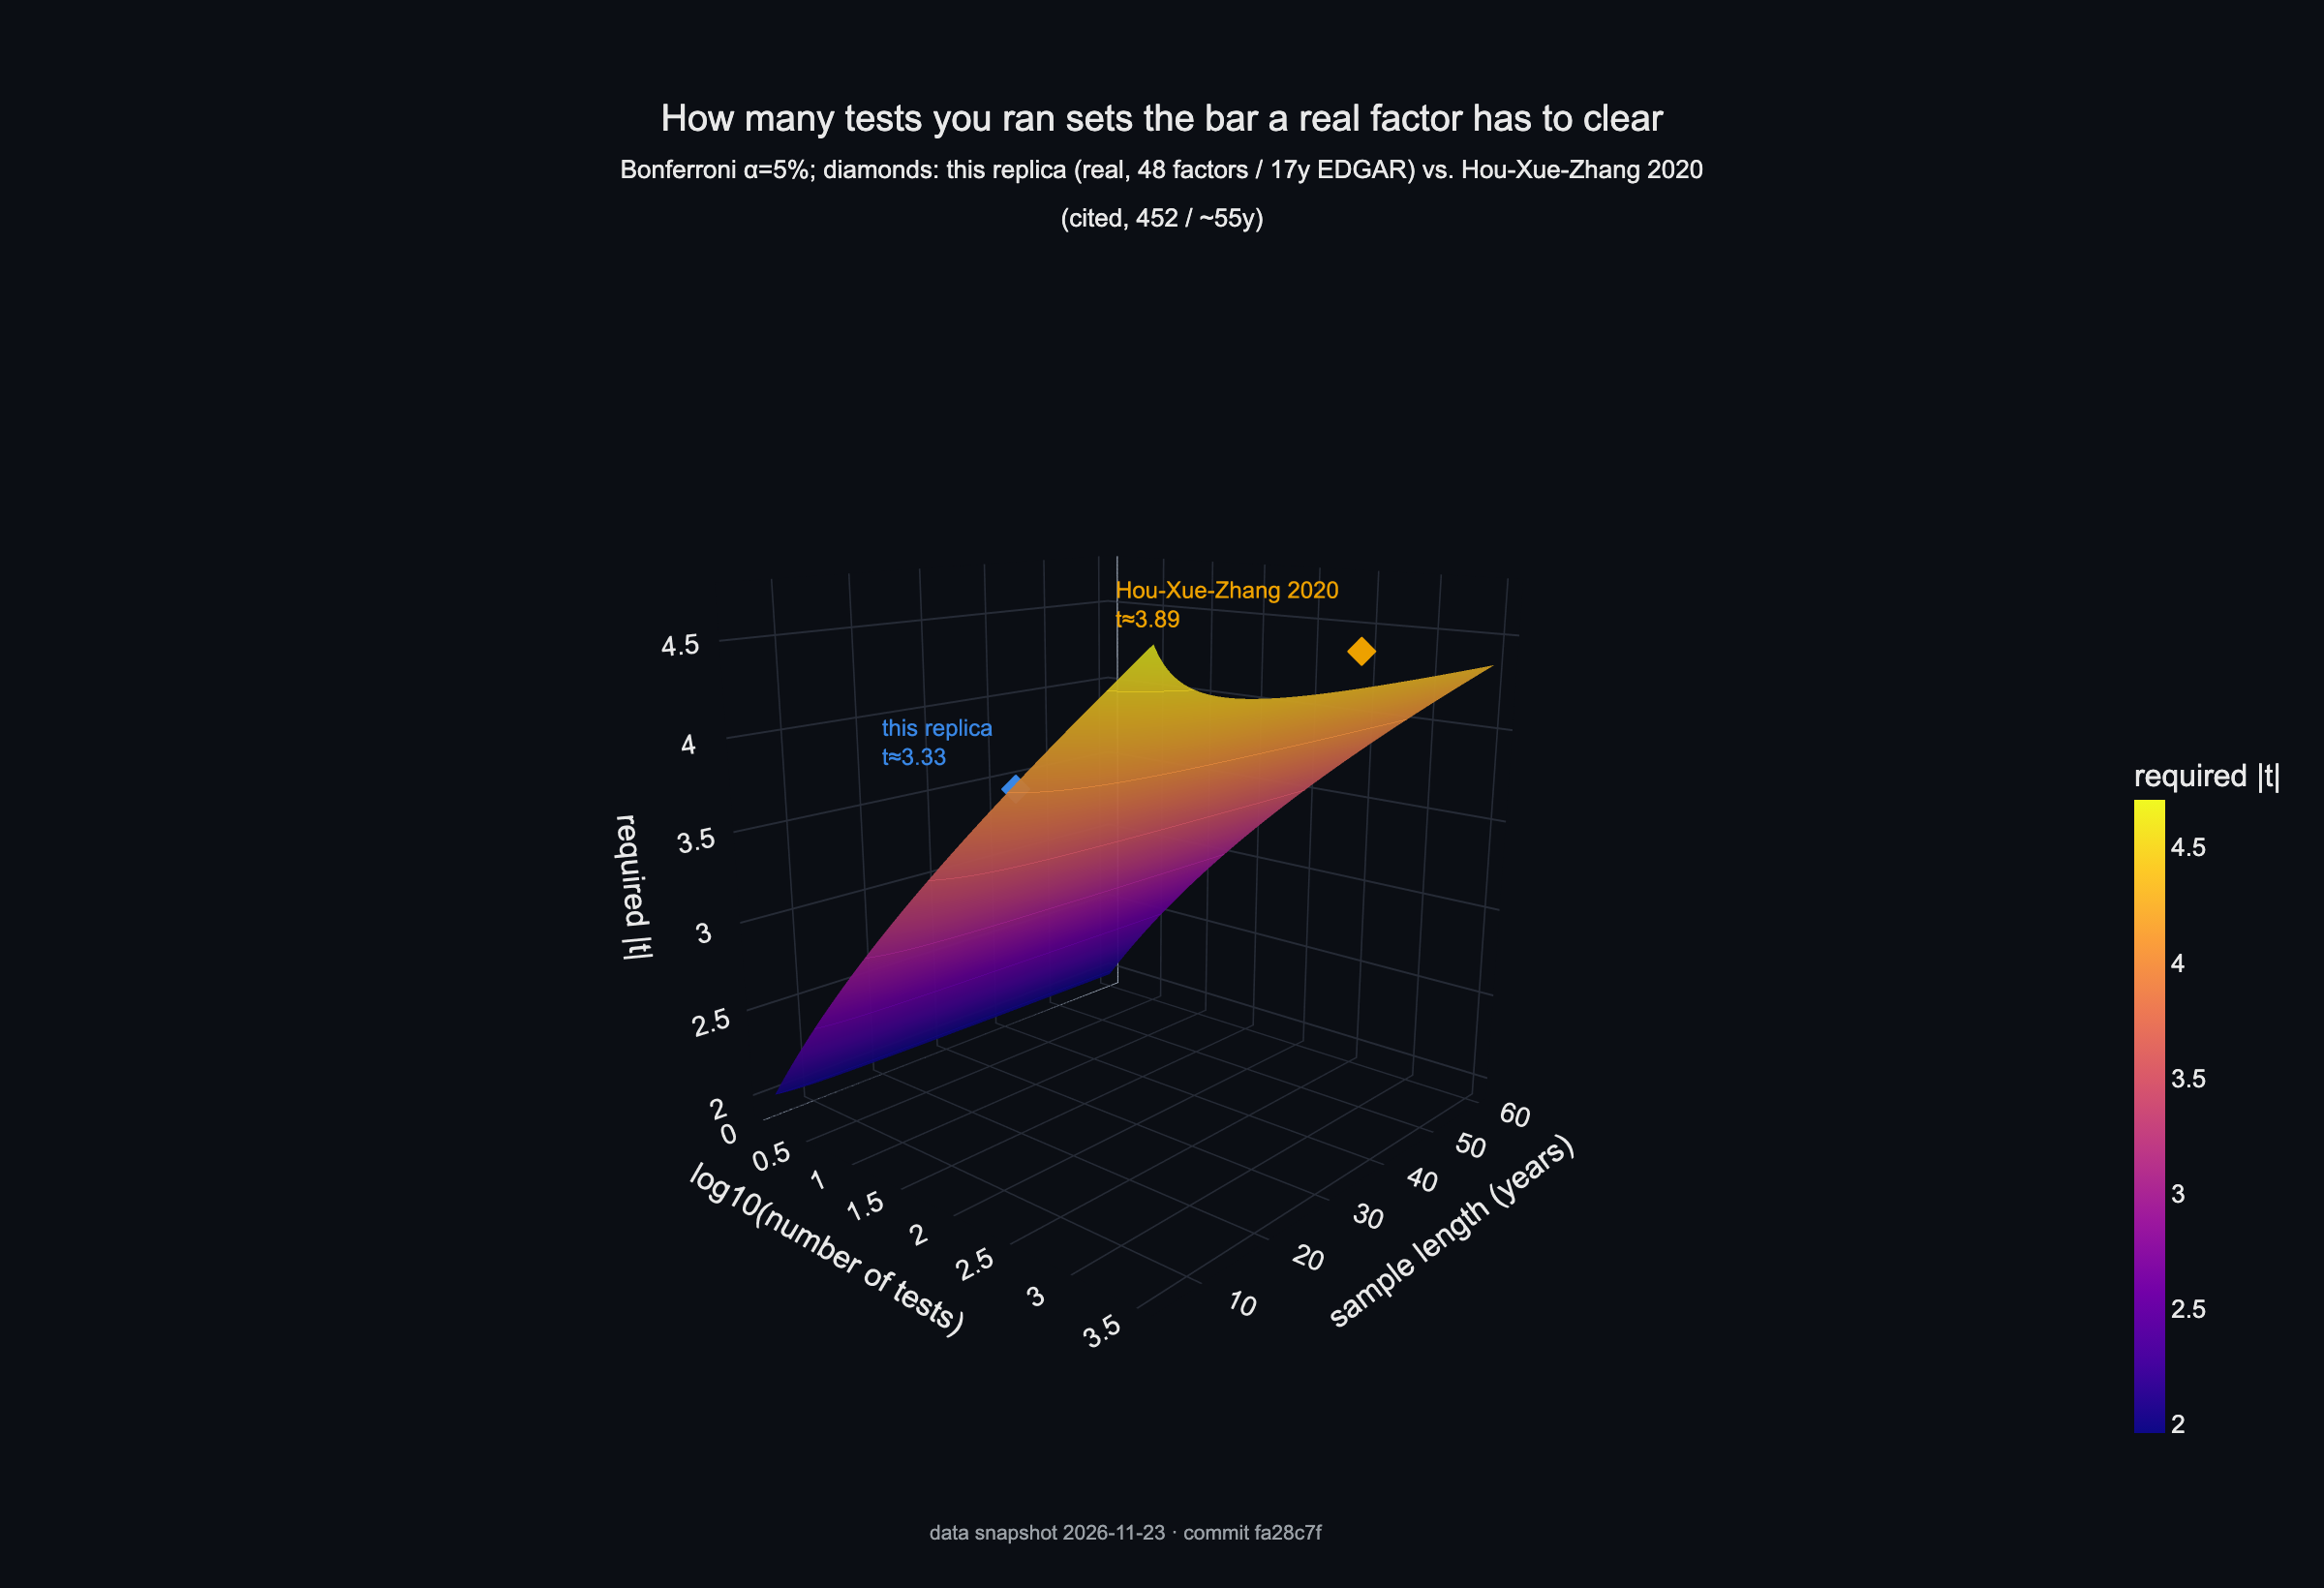 How many tests you ran sets the bar a real factor has to clear
Bonferroni α=5%; diamonds: this replica (real, 48 factors / 17y EDGAR) vs. Hou-Xue-Zhang 2020
(cited, 452 / ~55y)
Hou-Xue-Zhang 2020
t≈3.89
this replica
t≈3.33
required |t|
4.5
4
3.5
3
2.5
2
0
0.5
1
1.5
2
2.5
3
3.5
log10(number of tests)
10
20
30
40
50
60
sample length (years)
required |t|
4.5
4
3.5
3
2.5
2
data snapshot 2026-11-23 · commit fa28c7f